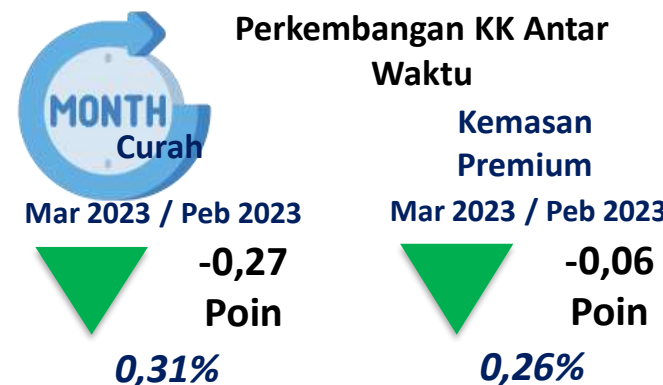 Perkembangan KK Antar
Waktu
MONTH
Curah
Mar 2023 / Peb 2023
-0,27
Poin
0,31%
Kemasan
Premium
Mar 2023 / Peb 2023
-0,06
Poin
0,26%